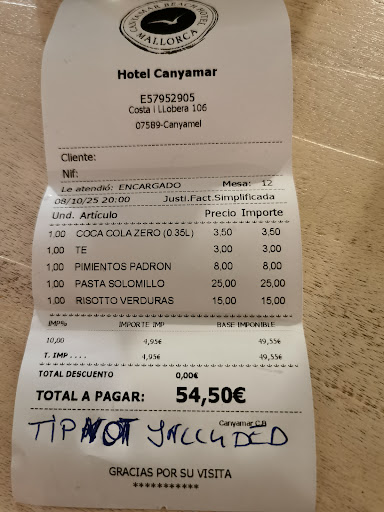 CANYAMAR BEACH HOTEL
MALLORCA
Hotel Canyamar
E57952905
Costa i LLobera 106
07589-Canyamel
Cliente:
Nif:
Le atendió: ENCARGADO Mesa: 12
08/10/25 20:00 Justi.Fact.Simplificada
Und. Artículo Precio Importe
1,00 COCA COLA ZERO (0.35L) 3,50 3,50
1,00 TE 3,00 3,00
1,00 PIMIENTOS PADRON 8,00 8,00
1,00 PASTA SOLOMILLO 25,00 25,00
1,00 RISOTTO VERDURAS 15,00 15,00
IMP% IMPORTE IMP BASE IMPONIBLE
10,00 4,95€ 49,55€
T. IMP.... 4,95€ 49,55€
TOTAL DESCUENTO 0,00€
TOTAL A PAGAR: 54,50€
Canyamar C.B
TIP NOT INCLUDED
GRACIAS POR SU VISITA
***********